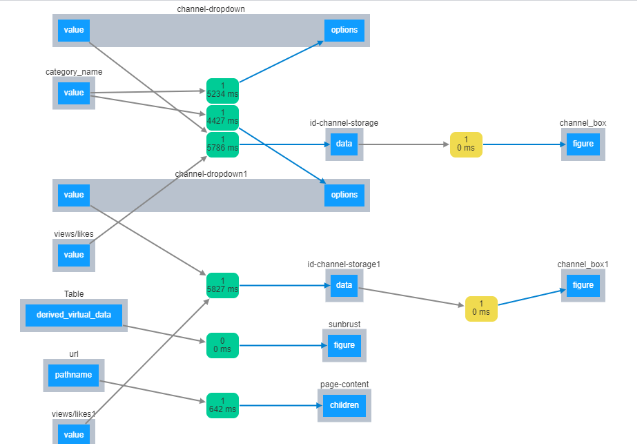 channel-dropdown
value
options
category_name
value
1
5234 ms
1
4427 ms
1
5786 ms
id-channel-storage
data
1
0 ms
channel_box
figure
channel-dropdown1
value
options
views/likes
value
1
5827 ms
id-channel-storage1
data
1
0 ms
channel_box1
figure
Table
derived_virtual_data
0
0 ms
sunbrust
figure
url
pathname
1
642 ms
page-content
children
views/likes1
value